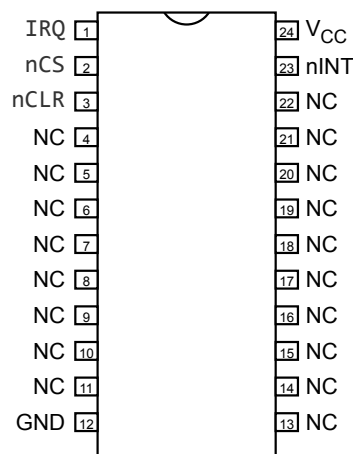 IRQ 1 24 VCC
nCS 2 23 nINT
nCLR 3 22 NC
NC 4 21 NC
NC 5 20 NC
NC 6 19 NC
NC 7 18 NC
NC 8 17 NC
NC 9 16 NC
NC 10 15 NC
NC 11 14 NC
GND 12 13 NC